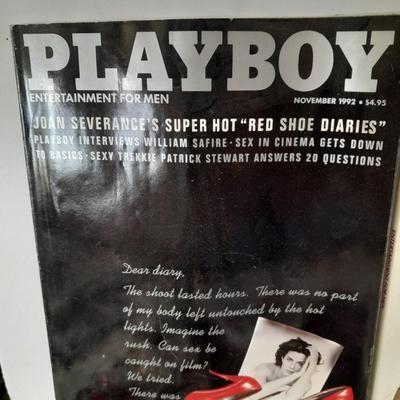 PLAYBOY
ENTERTAINMENT FOR MEN
NOVEMBER 1992 • $4.95
JOAN SEVERANCE'S SUPER HOT "RED SHOE DIARIES"
PLAYBOY INTERVIEWS WILLIAM SAFIRE • SEX IN CINEMA GETS DOWN
TO BASICS • SEXY TREKKIE PATRICK STEWART ANSWERS 20 QUESTIONS
Dear diary,
The shoot lasted hours. There was no part
of my body left untouched by the hot
lights. Imagine the
rush. Can sex be
caught on film?
We tried.
There was